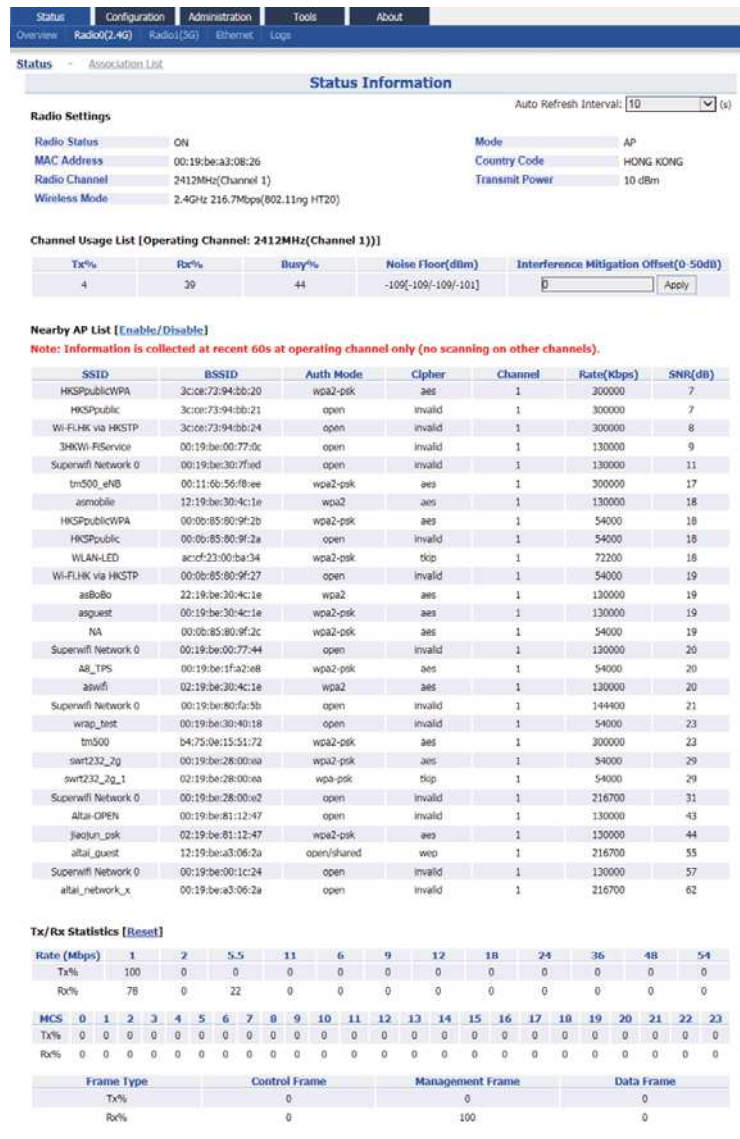 Status Configuration Administration Tools About
Overview Radio0(2.4G) Radio1(5G) Ethernet Logs
Status - Association List
Status Information
Auto Refresh Interval: 10 (s)
Radio Settings
Radio Status ON Mode AP
MAC Address 00:19:be:a3:08:26 Country Code HONG KONG
Radio Channel 2412MHz(Channel 1) Transmit Power 10 dBm
Wireless Mode 2.4GHz 216.7Mbps(802.11ng HT20)
Channel Usage List [Operating Channel: 2412MHz(Channel 1))]
Tx% Rx% Busy% Noise Floor(dBm) Interference Mitigation Offset(0-50dB)
4 39 44 -109[-109/-109/-101] 0 Apply
Nearby AP List [Enable/Disable]
Note: Information is collected at recent 60s at operating channel only (no scanning on other channels).
SSID BSSID Auth Mode Cipher Channel Rate(Kbps) SNR(dB)
HKSPpublicWPA 3c:ce:73:94:bb:20 wpa2-psk aes 1 300000 7
HKSPpublic 3c:ce:73:94:bb:21 open invalid 1 300000 7
Wi-Fi.HK via HKSTP 3c:ce:73:94:bb:24 open invalid 1 300000 8
3HKWi-FiService 00:19:be:00:77:0c open invalid 1 130000 9
Superwifi Network 0 00:19:be:30:7f:ed open invalid 1 130000 11
tm500_eNB 00:11:6b:56:f8:ee wpa2-psk aes 1 300000 17
asmobile 12:19:be:30:4c:1e wpa2 aes 1 130000 18
HKSPpublicWPA 00:0b:85:80:9f:2b wpa2-psk aes 1 54000 18
HKSPpublic 00:0b:85:80:9f:2a open invalid 1 54000 18
WLAN-LED ac:cf:23:00:ba:34 wpa2-psk tkip 1 72200 18
Wi-Fi.HK via HKSTP 00:0b:85:80:9f:27 open invalid 1 54000 19
asBoBo 22:19:be:30:4c:1e wpa2 aes 1 130000 19
asguest 00:19:be:30:4c:1e wpa2-psk aes 1 130000 19
NA 00:0b:85:80:9f:2c wpa2-psk aes 1 54000 19
Superwifi Network 0 00:19:be:00:77:44 open invalid 1 130000 20
A8_TPS 00:19:be:1f:a2:e8 wpa2-psk aes 1 54000 20
aswifi 02:19:be:30:4c:1e wpa2 aes 1 130000 20
Superwifi Network 0 00:19:be:80:fa:5b open invalid 1 144400 21
wrap_test 00:19:be:30:40:18 open invalid 1 54000 23
tm500 b4:75:0e:15:51:72 wpa2-psk aes 1 300000 23
swrt232_2g 00:19:be:28:00:ea wpa2-psk aes 1 54000 29
swrt232_2g_1 02:19:be:28:00:ea wpa-psk tkip 1 54000 29
Superwifi Network 0 00:19:be:28:00:e2 open invalid 1 216700 31
Altai-OPEN 00:19:be:81:12:47 open invalid 1 130000 43
jiaojun_psk 02:19:be:81:12:47 wpa2-psk aes 1 130000 44
altai_guest 12:19:be:a3:06:2a open/shared wep 1 216700 55
Superwifi Network 0 00:19:be:00:1c:24 open invalid 1 130000 57
altai_network_x 00:19:be:a3:06:2a open invalid 1 216700 62
Tx/Rx Statistics [Reset]
Rate (Mbps) 1 2 5.5 11 6 9 12 18 24 36 48 54
Tx% 100 0 0 0 0 0 0 0 0 0 0 0
Rx% 78 0 22 0 0 0 0 0 0 0 0 0
MCS 0 1 2 3 4 5 6 7 8 9 10 11 12 13 14 15 16 17 18 19 20 21 22 23
Tx% 0 0 0 0 0 0 0 0 0 0 0 0 0 0 0 0 0 0 0 0 0 0 0 0
Rx% 0 0 0 0 0 0 0 0 0 0 0 0 0 0 0 0 0 0 0 0 0 0 0 0
Frame Type Control Frame Management Frame Data Frame
Tx% 0 0 0
Rx% 0 100 0